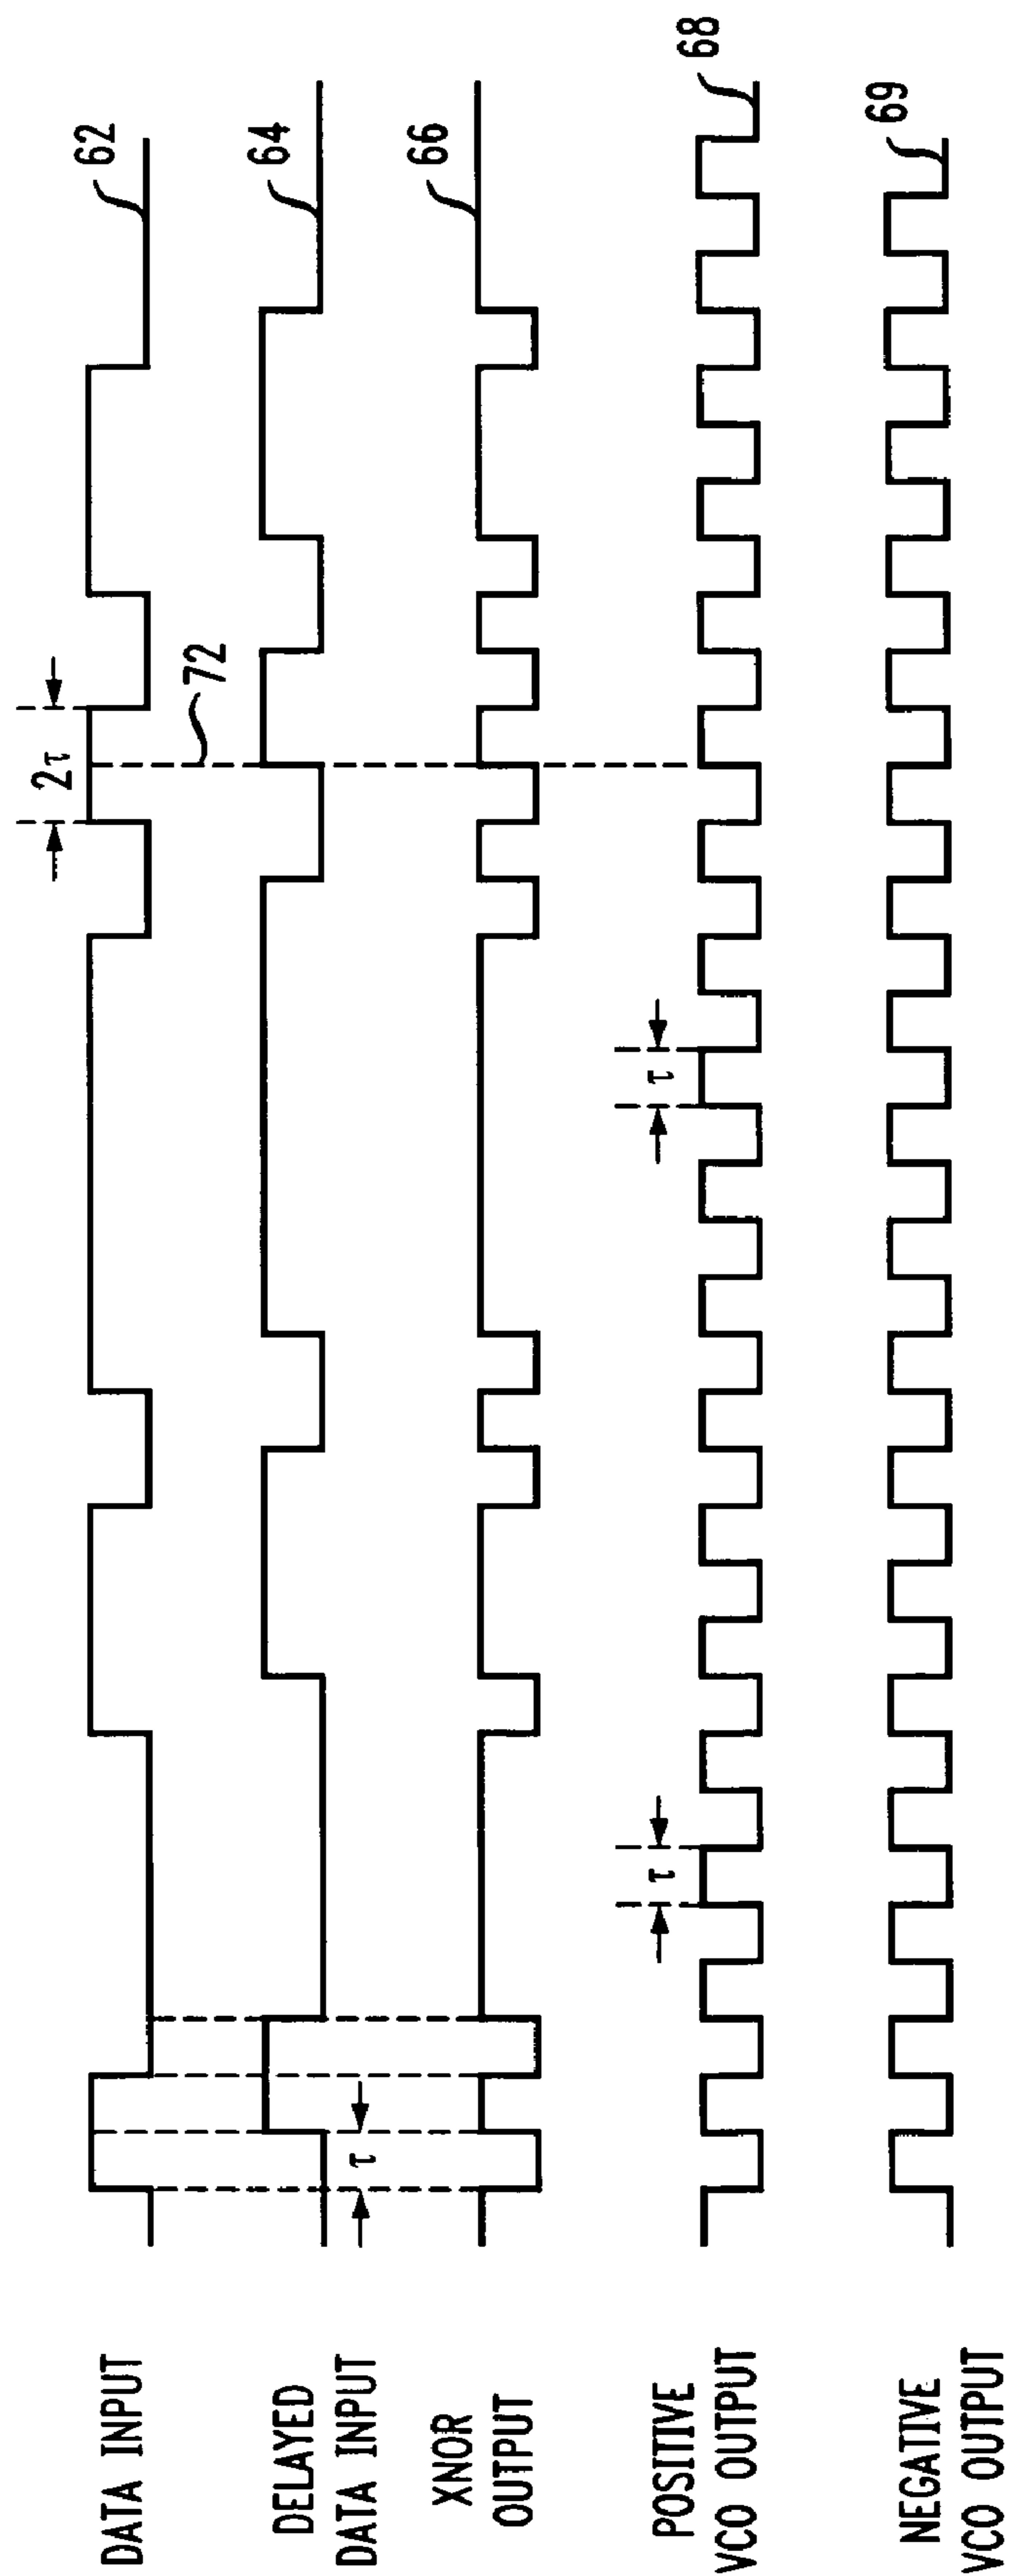 DATA INPUT
62
2τ
DELAYED
DATA INPUT
τ
72
64
XNOR
OUTPUT
66
POSITIVE
VCO OUTPUT
τ
τ
68
NEGATIVE
VCO OUTPUT
69